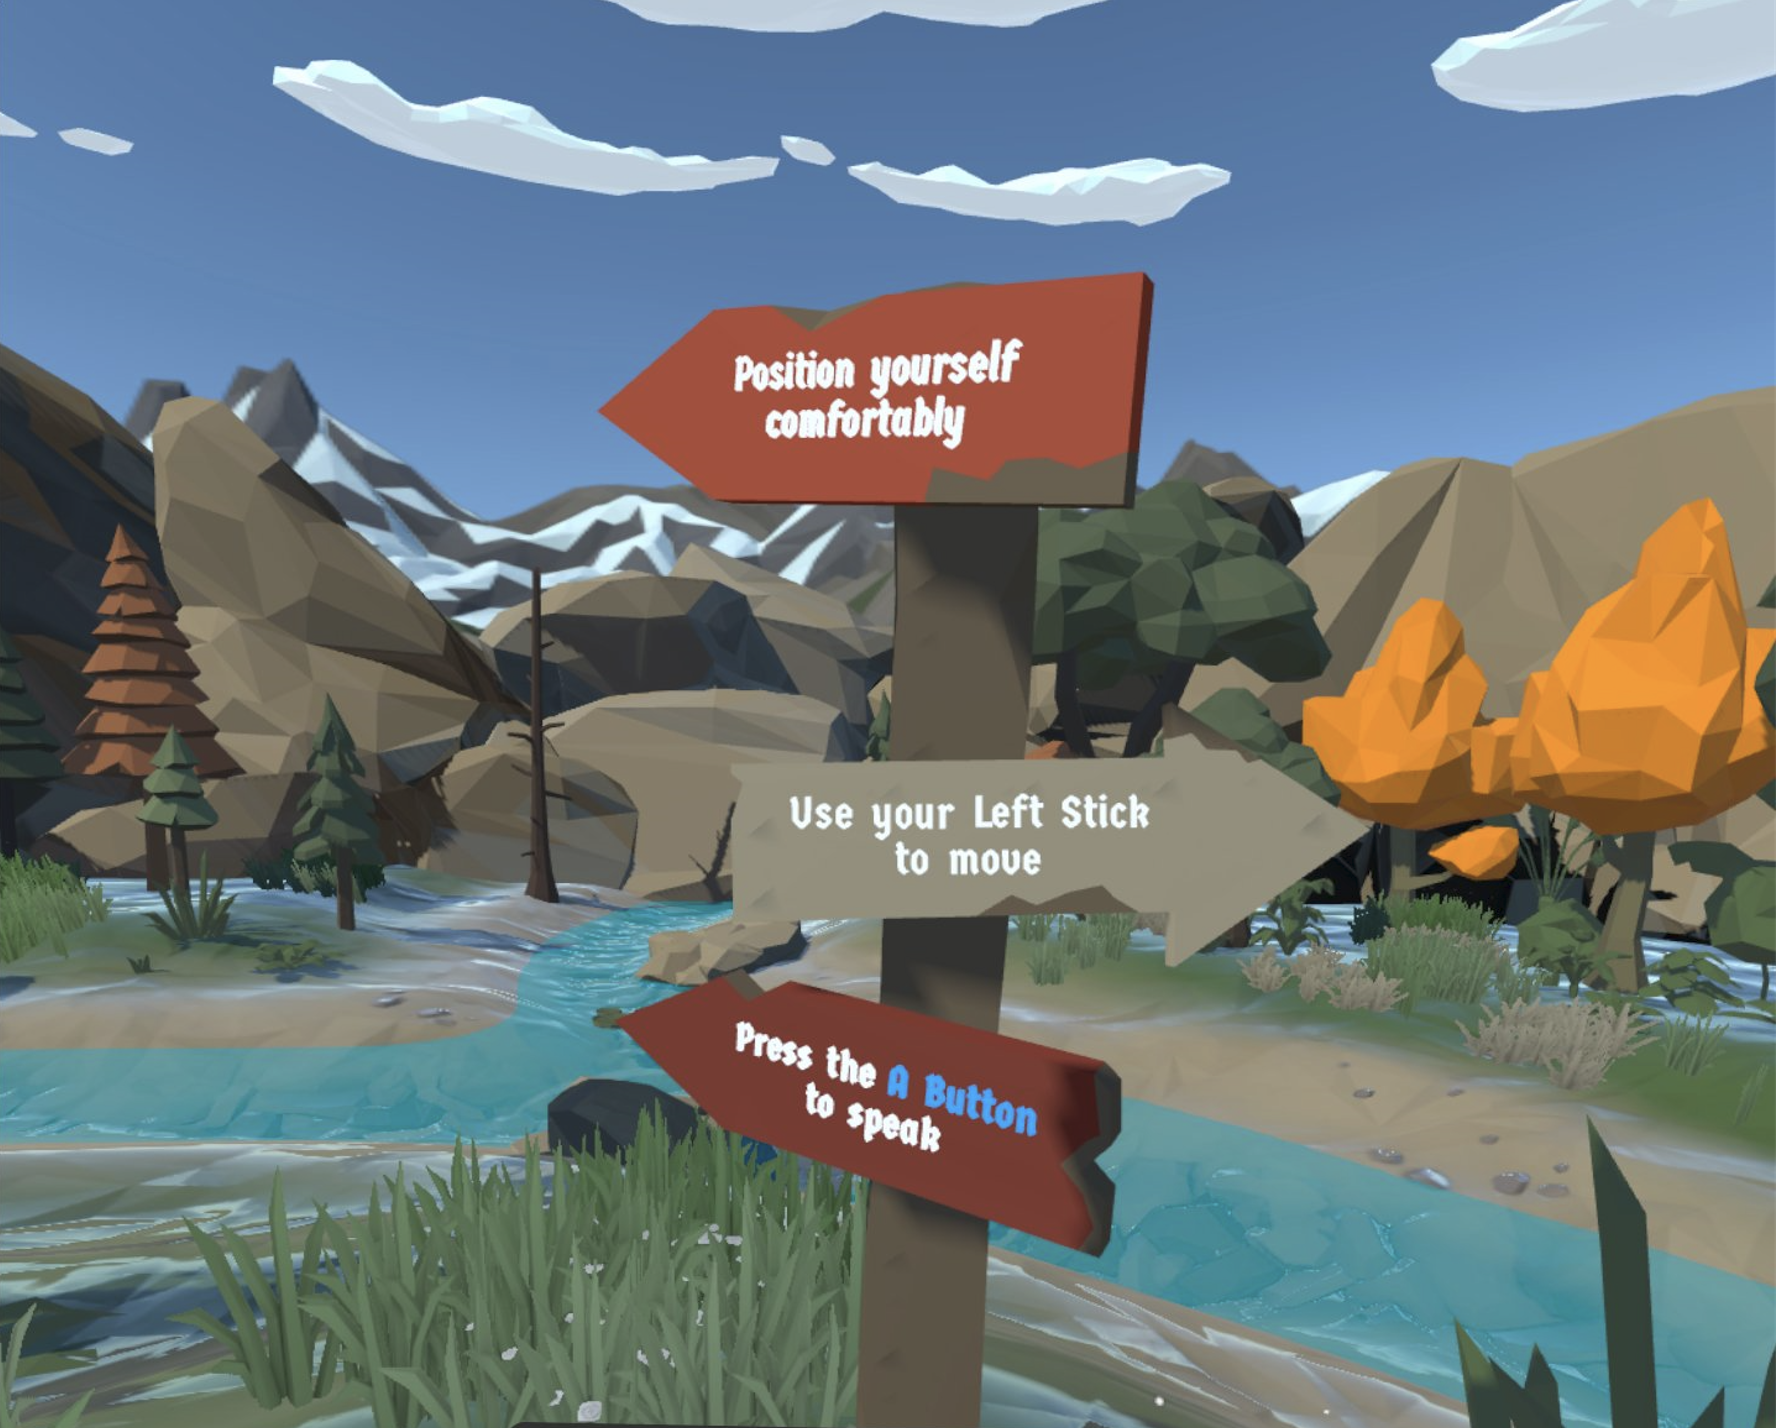 Position yourself
comfortably
Use your Left Stick
to move
Press the A Button
to speak